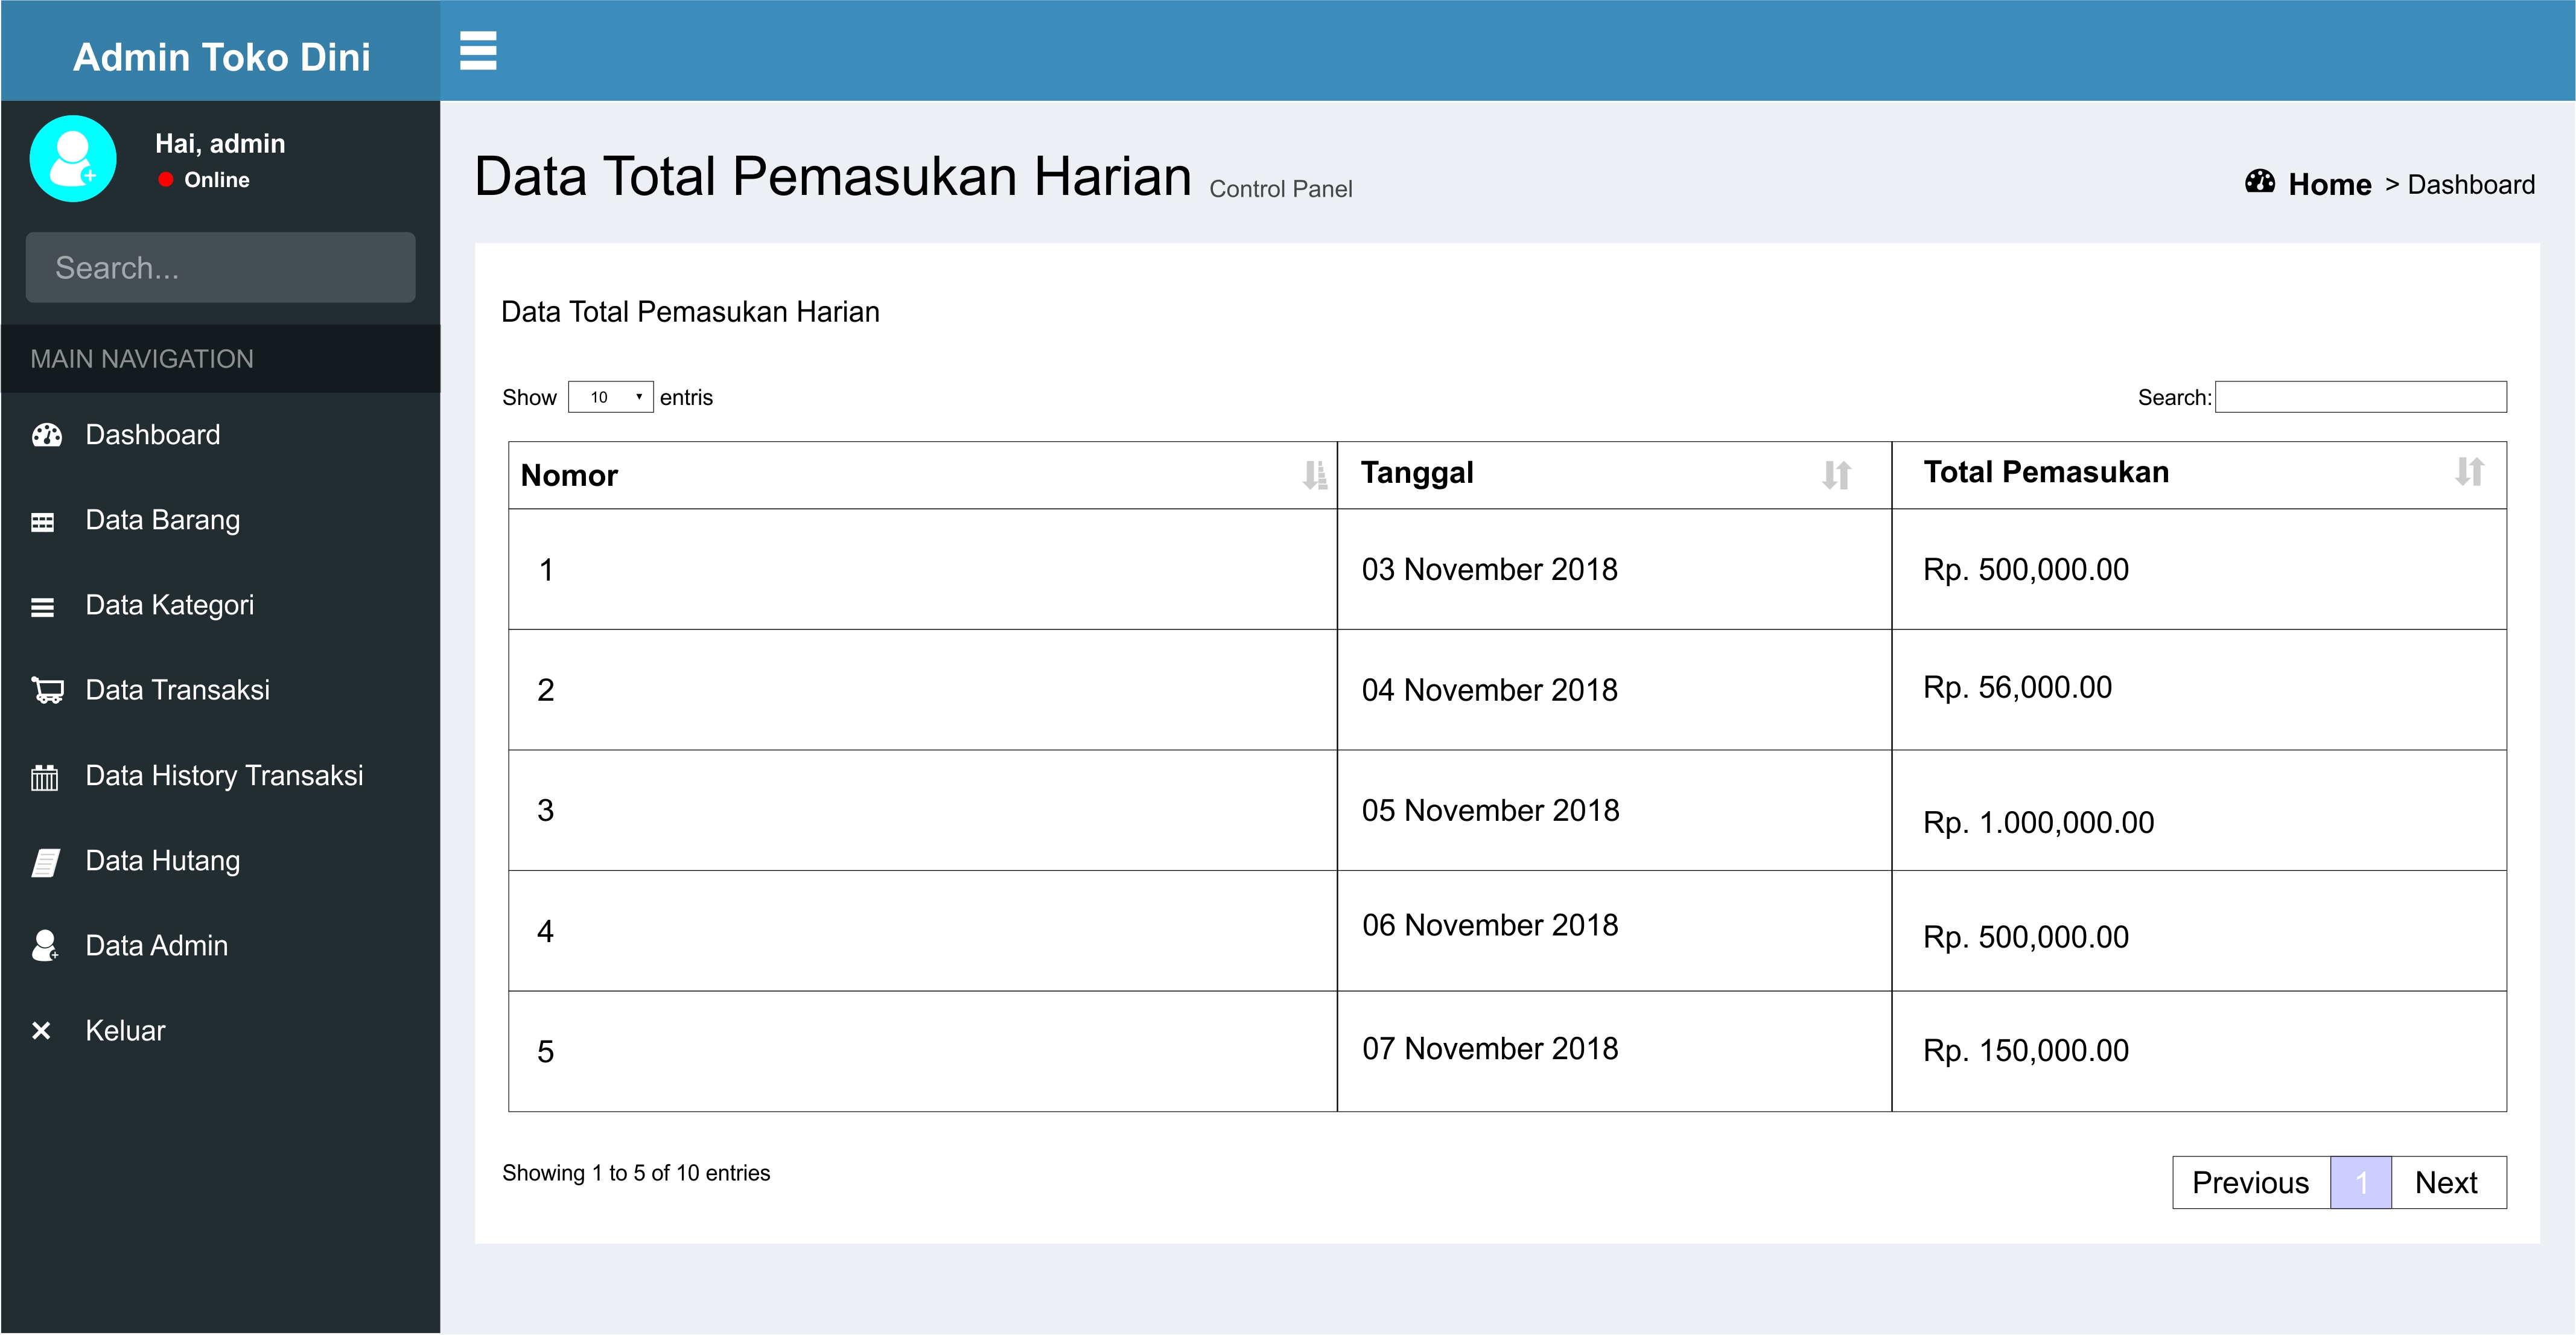 Admin Toko Dini
Hai, admin
Online
Search...
MAIN NAVIGATION
Dashboard
Data Barang
Data Kategori
Data Transaksi
Data History Transaksi
Data Hutang
Data Admin
Keluar
Data Total Pemasukan Harian Control Panel
Home > Dashboard
Data Total Pemasukan Harian
Show 10 entris
Search:
Nomor Tanggal Total Pemasukan
1 03 November 2018 Rp. 500,000.00
2 04 November 2018 Rp. 56,000.00
3 05 November 2018 Rp. 1.000,000.00
4 06 November 2018 Rp. 500,000.00
5 07 November 2018 Rp. 150,000.00
Showing 1 to 5 of 10 entries
Previous 1 Next